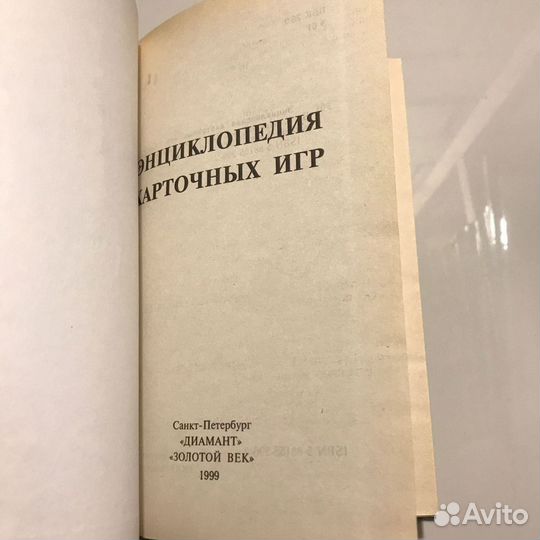 ЭНЦИКЛОПЕДИЯ
КАРТОЧНЫХ ИГР
Санкт-Петербург
«ДИАМАНТ»
«ЗОЛОТОЙ ВЕК»
1999
Avito